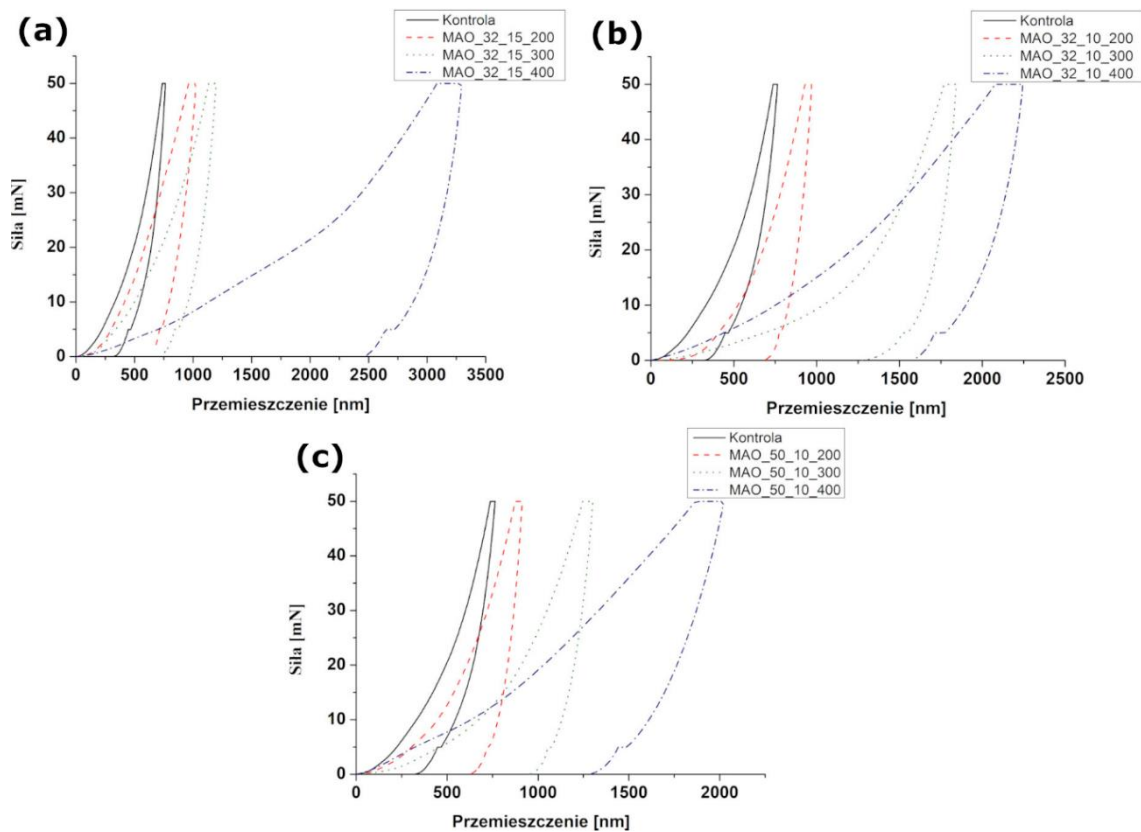 (a)
Kontrola
MAO_32_15_200
MAO_32_15_300
MAO_32_15_400
Siła [mN]
50
40
30
20
10
0
0 500 1000 1500 2000 2500 3000 3500
Przemieszczenie [nm]
(b)
Kontrola
MAO_32_10_200
MAO_32_10_300
MAO_32_10_400
Siła [mN]
50
40
30
20
10
0
0 500 1000 1500 2000 2500
Przemieszczenie [nm]
(c)
Kontrola
MAO_50_10_200
MAO_50_10_300
MAO_50_10_400
Siła [mN]
50
40
30
20
10
0
0 500 1000 1500 2000
Przemieszczenie [nm]